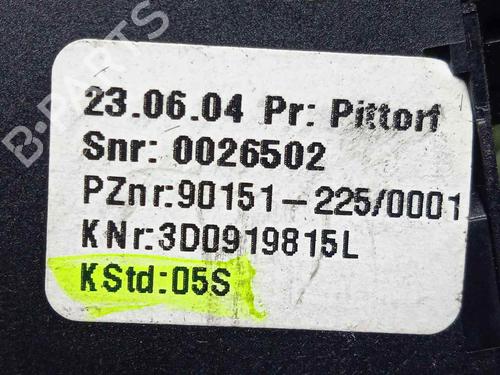 23.06.04 Pr: Pittorf
Snr: 0026502
PZnr:90151-225/0001
KNr:3D0919815L
KStd:05S
B-PARTS